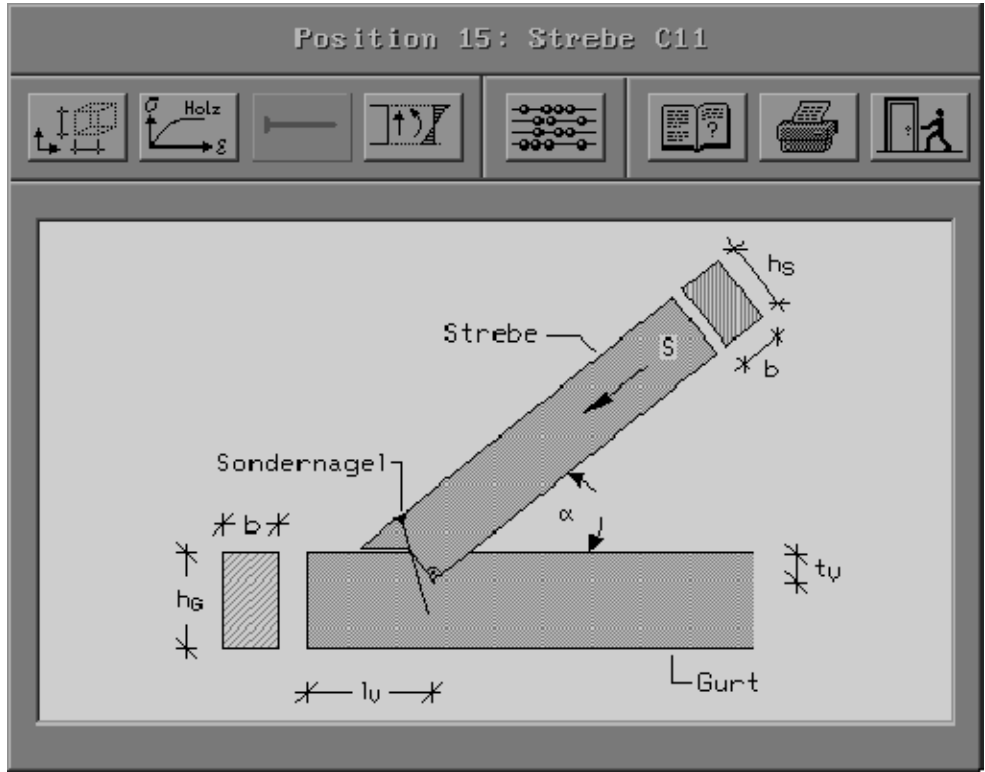 Position 15: Strebe C11
σ Holz
ε
?
hS
Strebe
S
b
Sondernagel
α
b
tv
hG
lv
Gurt